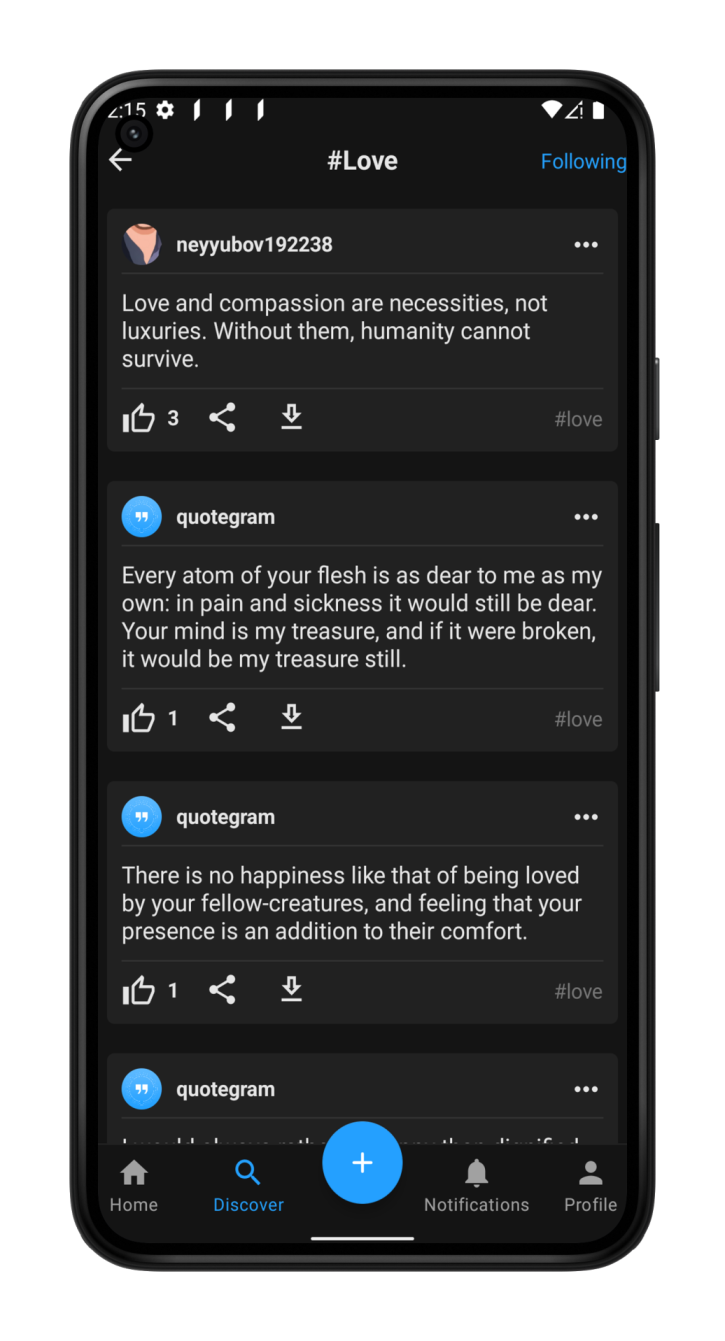 2:15
#Love
Following
neyyubov192238
Love and compassion are necessities, not
luxuries. Without them, humanity cannot
survive.
3
#love
quotegram
Every atom of your flesh is as dear to me as my
own: in pain and sickness it would still be dear.
Your mind is my treasure, and if it were broken,
it would be my treasure still.
1
#love
quotegram
There is no happiness like that of being loved
by your fellow-creatures, and feeling that your
presence is an addition to their comfort.
1
#love
quotegram
I would always than dignified
Home
Discover
Notifications
Profile